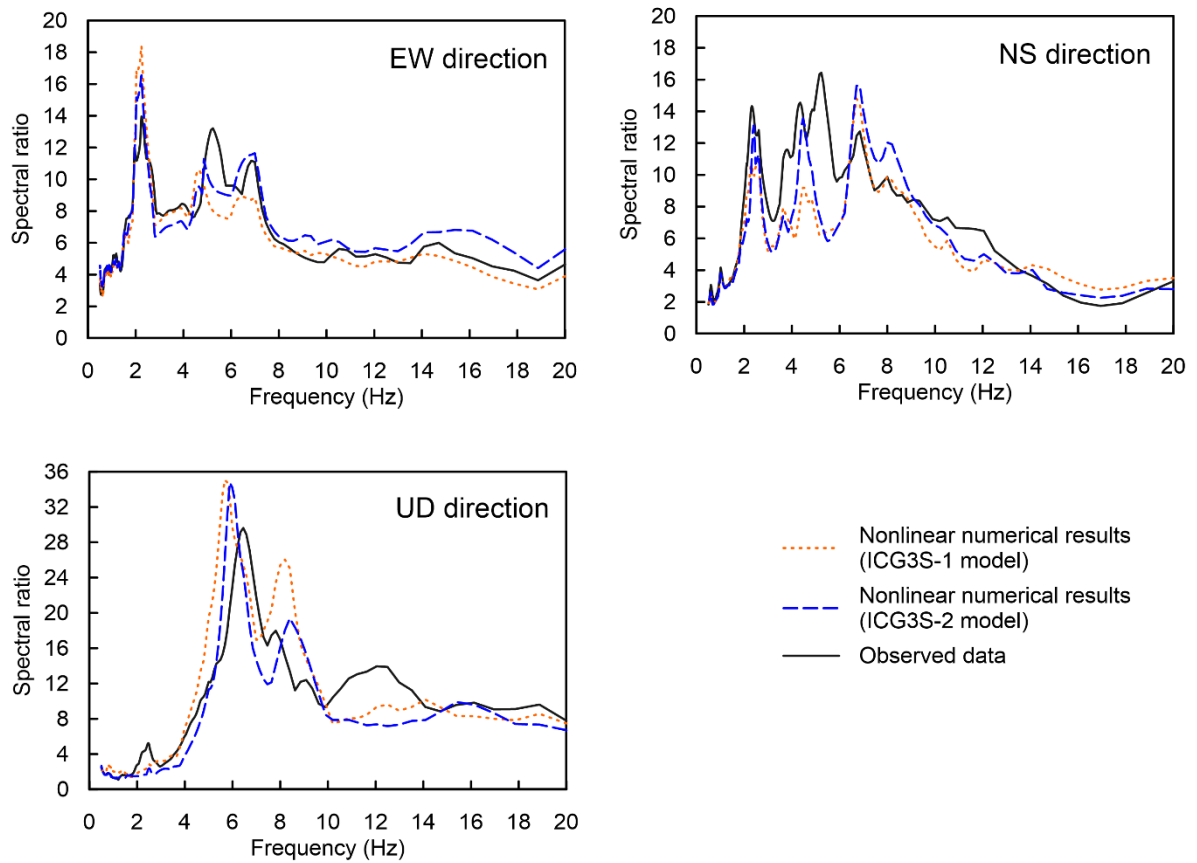 20
18
16
14
12
10
8
6
4
2
0
Spectral ratio
EW direction
0 2 4 6 8 10 12 14 16 18 20
Frequency (Hz)
20
18
16
14
12
10
8
6
4
2
0
Spectral ratio
NS direction
0 2 4 6 8 10 12 14 16 18 20
Frequency (Hz)
36
32
28
24
20
16
12
8
4
0
Spectral ratio
UD direction
0 2 4 6 8 10 12 14 16 18 20
Frequency (Hz)
Nonlinear numerical results
(ICG3S-1 model)
Nonlinear numerical results
(ICG3S-2 model)
Observed data